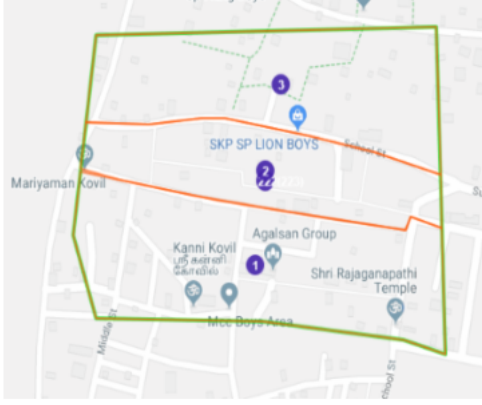 3
SKP SP LION BOYS
School St
2
Mariyaman Kovil
Agalsan Group
Kanni Kovil
ஸ்ரீ கன்னி
கோவில்
1
Shri Rajaganapathi
Temple
Mcc Boys Area
Middle St
School St